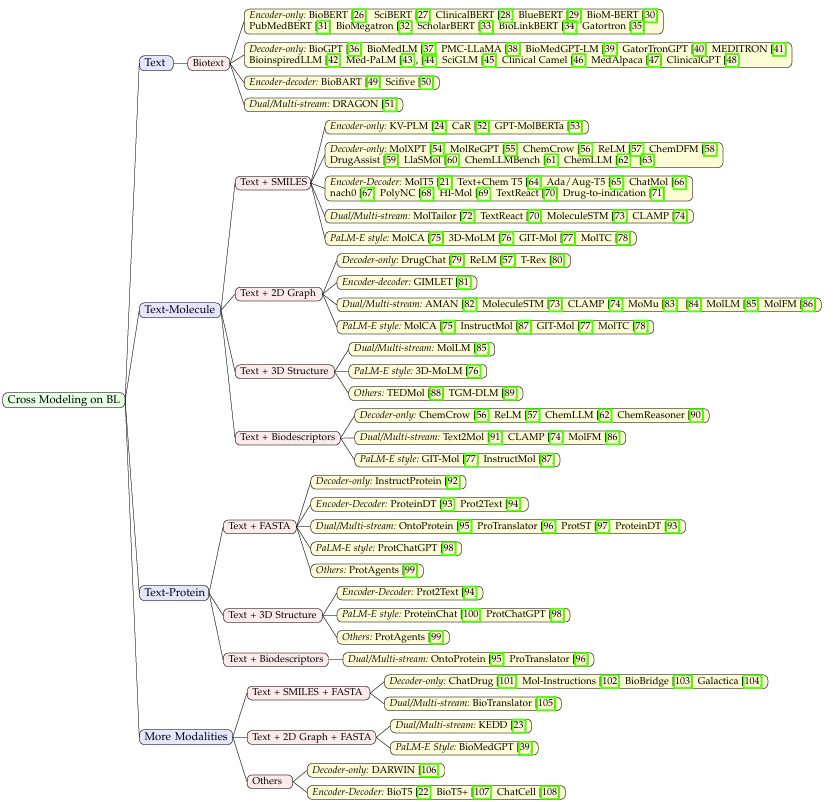 Cross Modeling on BL
Text
Biotext
Encoder-only: BioBERT [26] SciBERT [27] ClinicalBERT [28] BlueBERT [29] BioM-BERT [30]
PubMedBERT [31] BioMegatron [32] ScholarBERT [33] BioLinkBERT [34] Gatortron [35]
Decoder-only: BioGPT [36] BioMedLM [37] PMC-LLaMA [38] BioMedGPT-LM [39] GatorTronGPT [40] MEDITRON [41]
BioinspiredLLM [42] Med-PaLM [43], [44] SciGLM [45] Clinical Camel [46] MedAlpaca [47] ClinicalGPT [48]
Encoder-decoder: BioBART [49] Scifive [50]
Dual/Multi-stream: DRAGON [51]
Text-Molecule
Text + SMILES
Encoder-only: KV-PLM [24] CaR [52] GPT-MolBERTa [53]
Decoder-only: MolXPT [54] MolReGPT [55] ChemCrow [56] ReLM [57] ChemDFM [58]
DrugAssist [59] LlaSMol [60] ChemLLMBench [61] ChemLLM [62] [63]
Encoder-Decoder: MolT5 [21] Text+Chem T5 [64] Ada/Aug-T5 [65] ChatMol [66]
nach0 [67] PolyNC [68] HI-Mol [69] TextReact [70] Drug-to-indication [71]
Dual/Multi-stream: MolTailor [72] TextReact [70] MoleculeSTM [73] CLAMP [74]
PaLM-E style: MolCA [75] 3D-MoLM [76] GIT-Mol [77] MolTC [78]
Text + 2D Graph
Decoder-only: DrugChat [79] ReLM [57] T-Rex [80]
Encoder-decoder: GIMLET [81]
Dual/Multi-stream: AMAN [82] MoleculeSTM [73] CLAMP [74] MoMu [83] [84] MolLM [85] MolFM [86]
PaLM-E style: MolCA [75] InstructMol [87] GIT-Mol [77] MolTC [78]
Text + 3D Structure
Dual/Multi-stream: MolLM [85]
PaLM-E style: 3D-MoLM [76]
Others: TEDMol [88] TGM-DLM [89]
Text + Biodescriptors
Decoder-only: ChemCrow [56] ReLM [57] ChemLLM [62] ChemReasoner [90]
Dual/Multi-stream: Text2Mol [91] CLAMP [74] MolFM [86]
PaLM-E style: GIT-Mol [77] InstructMol [87]
Text-Protein
Text + FASTA
Decoder-only: InstructProtein [92]
Encoder-Decoder: ProteinDT [93] Prot2Text [94]
Dual/Multi-stream: OntoProtein [95] ProTranslator [96] ProtST [97] ProteinDT [93]
PaLM-E style: ProtChatGPT [98]
Others: ProtAgents [99]
Text + 3D Structure
Encoder-Decoder: Prot2Text [94]
PaLM-E style: ProteinChat [100] ProtChatGPT [98]
Others: ProtAgents [99]
Text + Biodescriptors
Dual/Multi-stream: OntoProtein [95] ProTranslator [96]
More Modalities
Text + SMILES + FASTA
Decoder-only: ChatDrug [101] Mol-Instructions [102] BioBridge [103] Galactica [104]
Dual/Multi-stream: BioTranslator [105]
Text + 2D Graph + FASTA
Dual/Multi-stream: KEDD [23]
PaLM-E Style: BioMedGPT [39]
Others
Decoder-only: DARWIN [106]
Encoder-Decoder: BioT5 [22] BioT5+ [107] ChatCell [108]